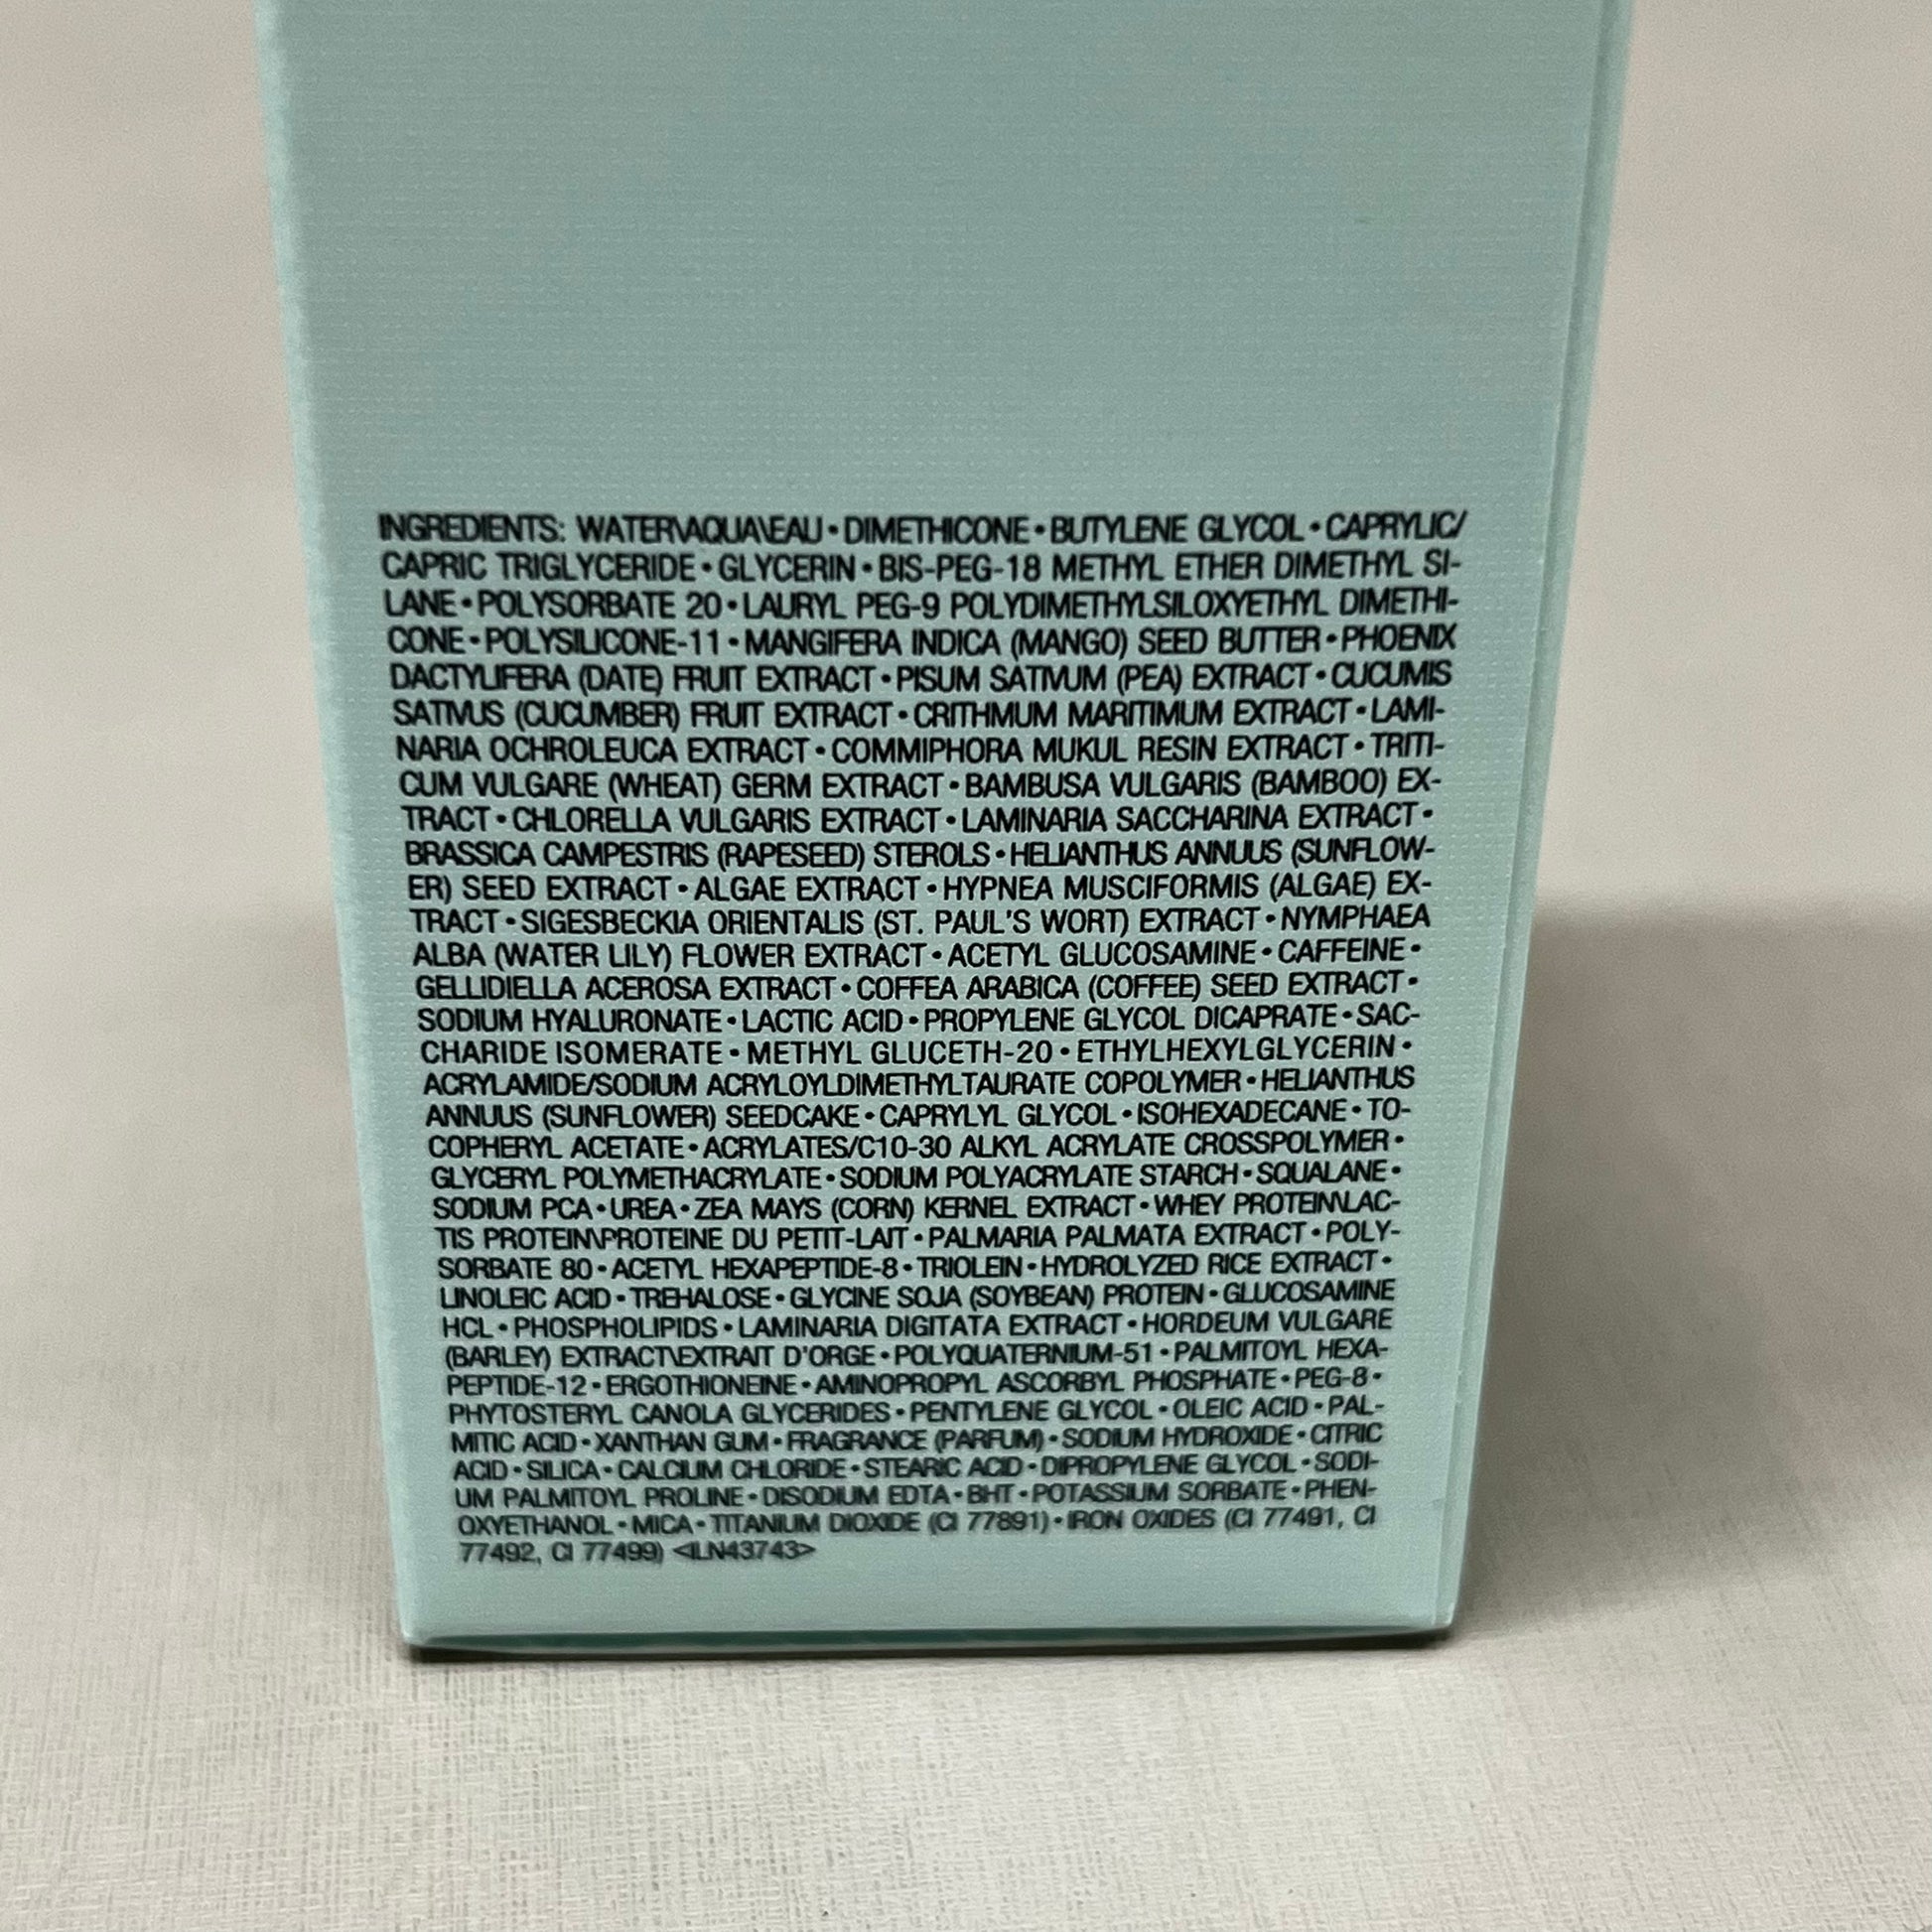 INGREDIENTS: WATER\AQUA\EAU • DIMETHICONE • BUTYLENE GLYCOL • CAPRYLIC/
CAPRIC TRIGLYCERIDE • GLYCERIN • BIS-PEG-18 METHYL ETHER DIMETHYL SI-
LANE • POLYSORBATE 20 • LAURYL PEG-9 POLYDIMETHYLSILOXYETHYL DIMETHI-
CONE • POLYSILICONE-11 • MANGIFERA INDICA (MANGO) SEED BUTTER • PHOENIX
DACTYLIFERA (DATE) FRUIT EXTRACT • PISUM SATIVUM (PEA) EXTRACT • CUCUMIS
SATIVUS (CUCUMBER) FRUIT EXTRACT • CRITHMUM MARITIMUM EXTRACT • LAMI-
NARIA OCHROLEUCA EXTRACT • COMMIPHORA MUKUL RESIN EXTRACT • TRITI-
CUM VULGARE (WHEAT) GERM EXTRACT • BAMBUSA VULGARIS (BAMBOO) EX-
TRACT • CHLORELLA VULGARIS EXTRACT • LAMINARIA SACCHARINA EXTRACT •
BRASSICA CAMPESTRIS (RAPESEED) STEROLS • HELIANTHUS ANNUUS (SUNFLOW-
ER) SEED EXTRACT • ALGAE EXTRACT • HYPNEA MUSCIFORMIS (ALGAE) EX-
TRACT • SIGESBECKIA ORIENTALIS (ST. PAUL'S WORT) EXTRACT • NYMPHAEA
ALBA (WATER LILY) FLOWER EXTRACT • ACETYL GLUCOSAMINE • CAFFEINE •
GELLIDIELLA ACEROSA EXTRACT • COFFEA ARABICA (COFFEE) SEED EXTRACT •
SODIUM HYALURONATE • LACTIC ACID • PROPYLENE GLYCOL DICAPRATE • SAC-
CHARIDE ISOMERATE • METHYL GLUCETH-20 • ETHYLHEXYLGLYCERIN •
ACRYLAMIDE/SODIUM ACRYLOYLDIMETHYLTAURATE COPOLYMER • HELIANTHUS
ANNUUS (SUNFLOWER) SEEDCAKE • CAPRYLYL GLYCOL • ISOHEXADECANE • TO-
COPHERYL ACETATE • ACRYLATES/C10-30 ALKYL ACRYLATE CROSSPOLYMER •
GLYCERYL POLYMETHACRYLATE • SODIUM POLYACRYLATE STARCH • SQUALANE •
SODIUM PCA • UREA • ZEA MAYS (CORN) KERNEL EXTRACT • WHEY PROTEIN\LAC-
TIS PROTEIN\PROTEINE DU PETIT-LAIT • PALMARIA PALMATA EXTRACT • POLY-
SORBATE 80 • ACETYL HEXAPEPTIDE-8 • TRIOLEIN • HYDROLYZED RICE EXTRACT •
LINOLEIC ACID • TREHALOSE • GLYCINE SOJA (SOYBEAN) PROTEIN • GLUCOSAMINE
HCL • PHOSPHOLIPIDS • LAMINARIA DIGITATA EXTRACT • HORDEUM VULGARE
(BARLEY) EXTRACT\EXTRAIT D'ORGE • POLYQUATERNIUM-51 • PALMITOYL HEXA-
PEPTIDE-12 • ERGOTHIONEINE • AMINOPROPYL ASCORBYL PHOSPHATE • PEG-8 •
PHYTOSTERYL CANOLA GLYCERIDES • PENTYLENE GLYCOL • OLEIC ACID • PAL-
MITIC ACID • XANTHAN GUM • FRAGRANCE (PARFUM) • SODIUM HYDROXIDE • CITRIC
ACID • SILICA • CALCIUM CHLORIDE • STEARIC ACID • DIPROPYLENE GLYCOL • SODI-
UM PALMITOYL PROLINE • DISODIUM EDTA • BHT • POTASSIUM SORBATE • PHEN-
OXYETHANOL • MICA • TITANIUM DIOXIDE (CI 77891) • IRON OXIDES (CI 77491, CI
77492, CI 77499) <ILN43743>